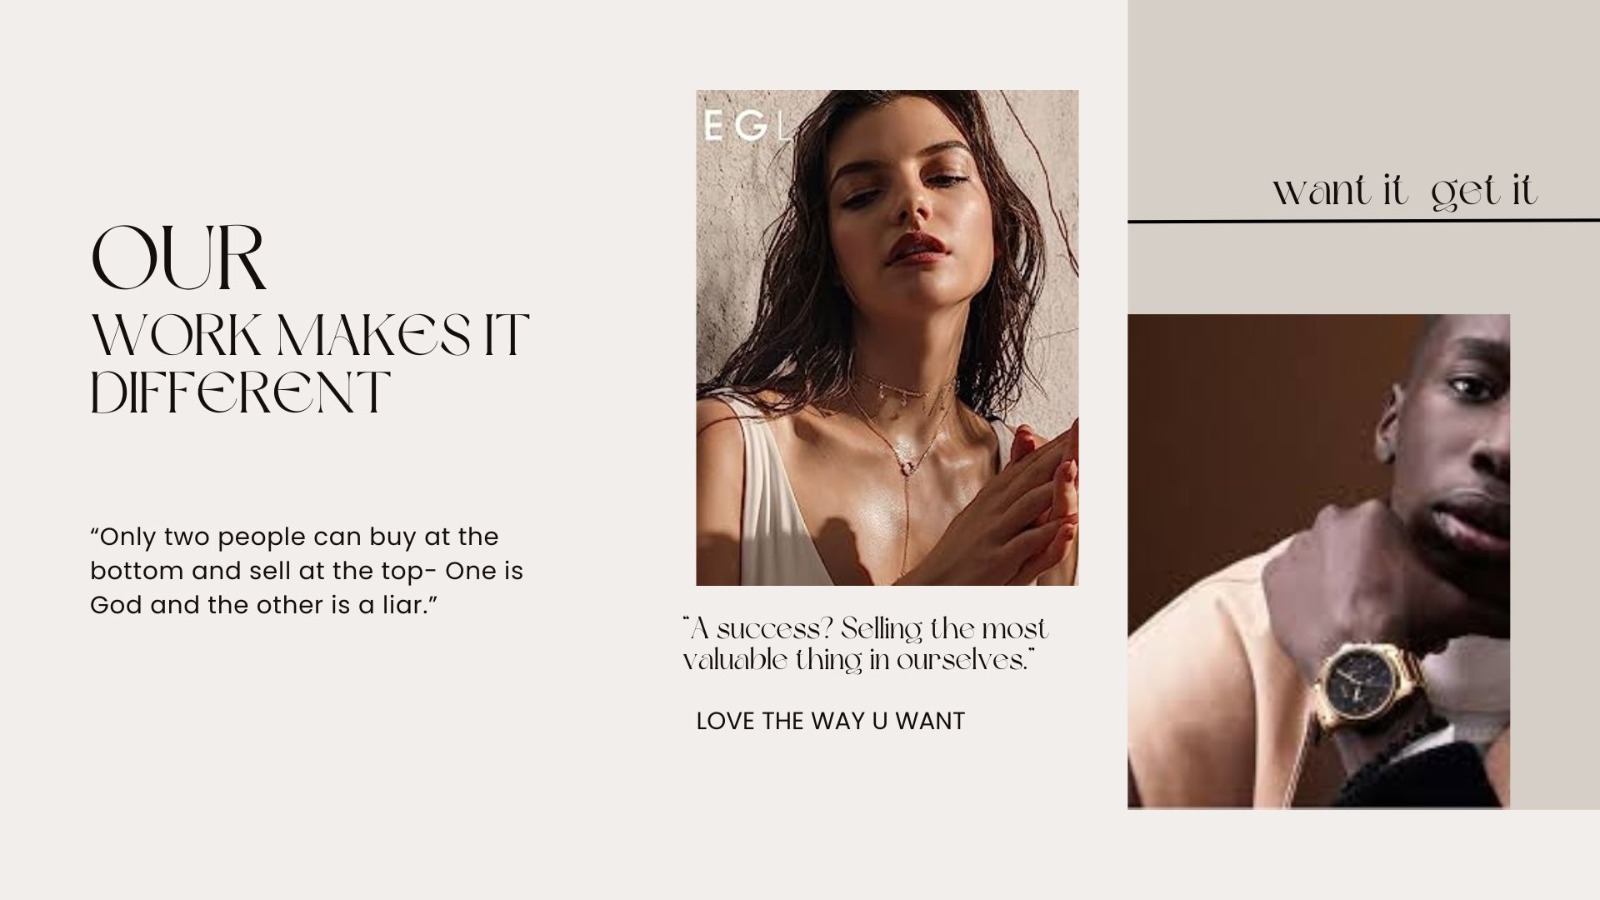 OUR
WORK MAKES IT
DIFFERENT
“Only two people can buy at the
bottom and sell at the top- One is
God and the other is a liar.”
EGL
"A success? Selling the most
valuable thing in ourselves."
LOVE THE WAY U WANT
want it get it